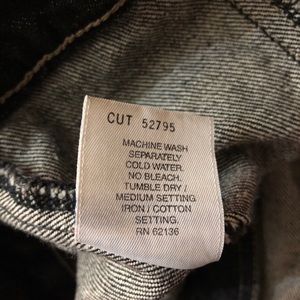 CUT 52795
MACHINE WASH
SEPARATELY
COLD WATER.
NO BLEACH.
TUMBLE DRY /
MEDIUM SETTING
IRON / COTTON
SETTING.
RN 62136